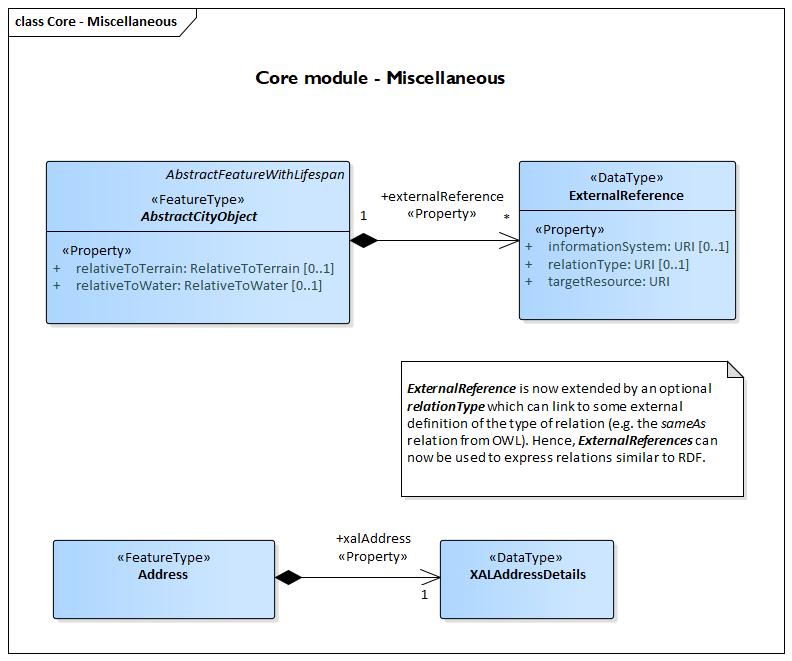 class Core - Miscellaneous
Core module - Miscellaneous
AbstractFeatureWithLifespan
«FeatureType»
AbstractCityObject
«Property»
+ relativeToTerrain: RelativeToTerrain [0..1]
+ relativeToWater: RelativeToWater [0..1]
+externalReference
1 «Property» *
«DataType»
ExternalReference
«Property»
+ informationSystem: URI [0..1]
+ relationType: URI [0..1]
+ targetResource: URI
ExternalReference is now extended by an optional
relationType which can link to some external
definition of the type of relation (e.g. the sameAs
relation from OWL). Hence, ExternalReferences can
now be used to express relations similar to RDF.
«FeatureType»
Address
+xalAddress
«Property»
1
«DataType»
XALAddressDetails